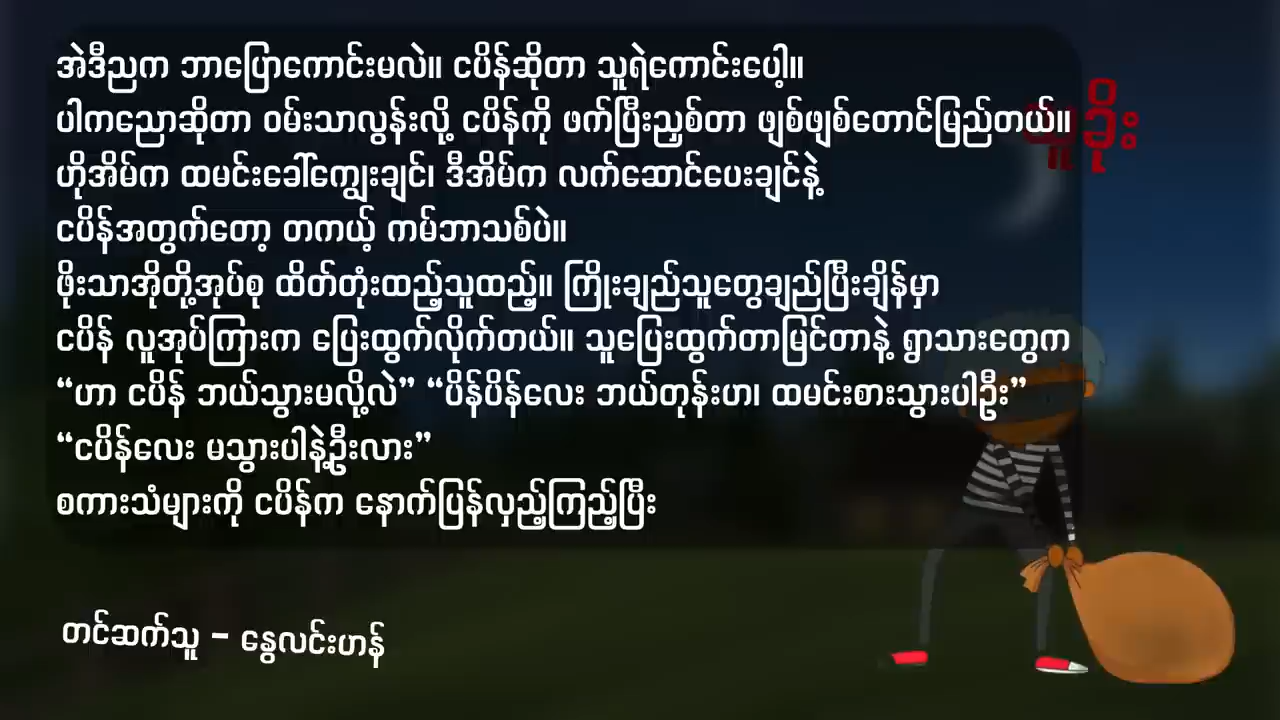 အဲဒီညက ဘာပြောကောင်းမလဲ။ ငပိန်ဆိုတာ သူရဲကောင်းပေါ့။
ပါကညောဆိုတာ ဝမ်းသာလွန်းလို့ ငပိန်ကို ဖက်ပြီးညှစ်တာ ဖျစ်ဖျစ်တောင်မြည်တယ်။
ဟိုအိမ်က ထမင်းခေါ်ကျွေးချင်၊ ဒီအိမ်က လက်ဆောင်ပေးချင်နဲ့
ငပိန်အတွက်တော့ တကယ့် ကမ်ဘာသစ်ပဲ။
ဖိုးသာအိုတို့အုပ်စု ထိတ်တုံးထည့်သူထည့်။ ကြိုးချည်သူတွေချည်ပြီးချိန်မှာ
ငပိန် လူအုပ်ကြားက ပြေးထွက်လိုက်တယ်။ သူပြေးထွက်တာမြင်တာနဲ့ ရွာသားတွေက
“ဟာ ငပိန် ဘယ်သွားမလို့လဲ” “ပိန်ပိန်လေး ဘယ်တုန်းဟ၊ ထမင်းစားသွားပါဦး”
“ငပိန်လေး မသွားပါနဲ့ဦးလား”
စကားသံများကို ငပိန်က နောက်ပြန်လှည့်ကြည့်ပြီး
သူခိုး
တင်ဆက်သူ – နွေလင်းဟန်